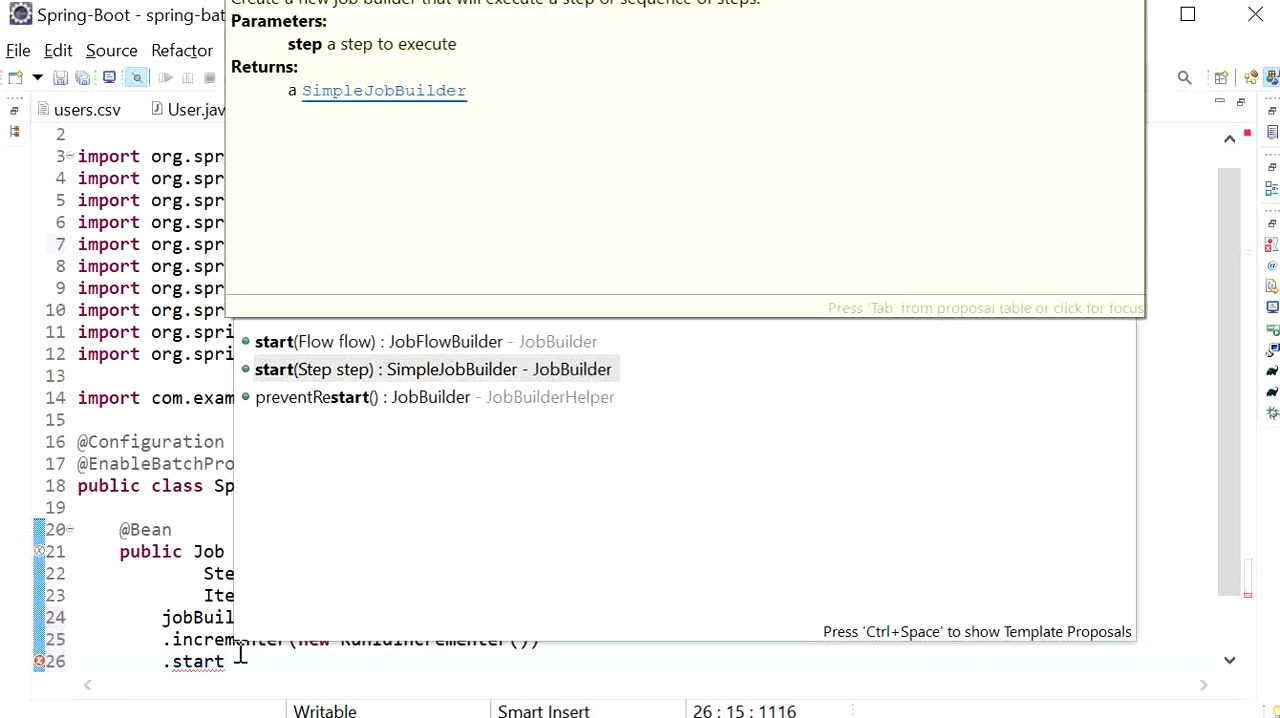 Spring-Boot - spring-bat
Create a new job builder that will execute a step or sequence of steps.
Parameters:
step a step to execute
Returns:
a SimpleJobBuilder
Press 'Tab' from proposal table or click for focus
File Edit Source Refactor
users.csv User.jav
2
3 import org.spr
4 import org.spr
5 import org.spr
6 import org.spr
7 import org.spr
8 import org.spr
9 import org.spr
10 import org.spr
11 import org.spri
12 import org.spri
13
14 import com.exam
15
16 @Configuration
17 @EnableBatchPro
18 public class Sp
19
20 @Bean
21 public Job
22 Ste
23 Ite
24 jobBuil
25 .incrementer(new RunIdIncrementer())
26 .start
start(Flow flow) : JobFlowBuilder - JobBuilder
start(Step step) : SimpleJobBuilder - JobBuilder
preventRestart() : JobBuilder - JobBuilderHelper
Press 'Ctrl+Space' to show Template Proposals
Writable Smart Insert 26 : 15 : 1116